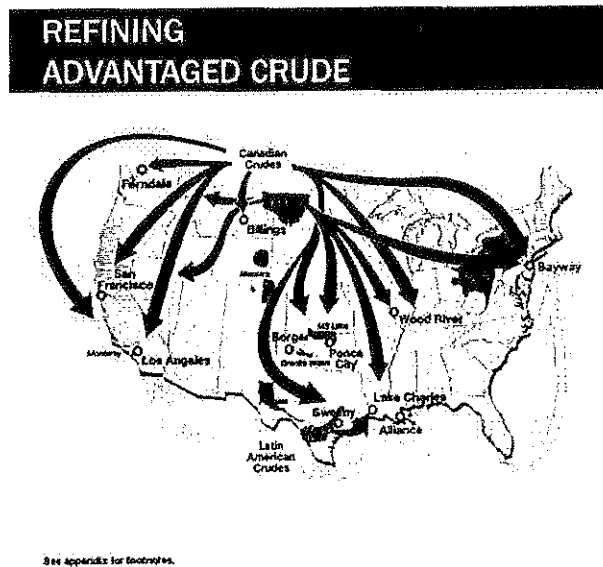 REFINING
ADVANTAGED CRUDE
Canadian
Crudes
Ferndale
Billings
San
Francisco
Monterey
Los Angeles
Borger
Ponca
City
Wood River
Bayway
Sweeny
Lake Charles
Alliance
Latin
American
Crudes
See appendix for footnotes.